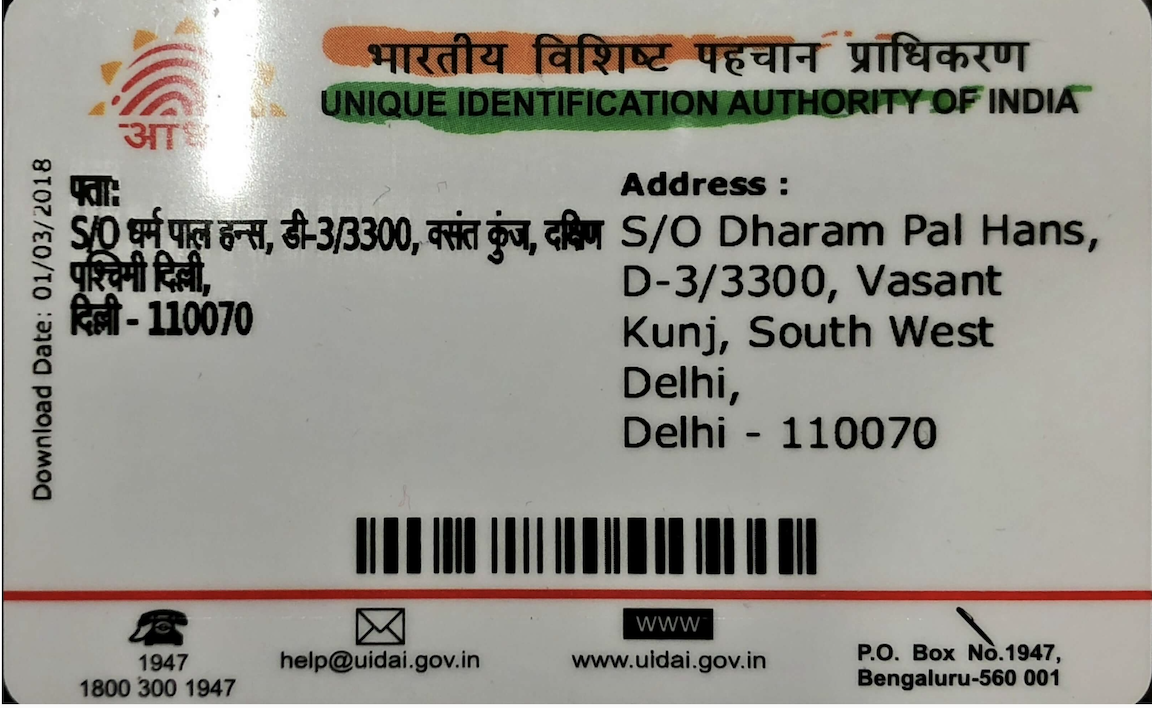 भारतीय विशिष्ट पहचान प्राधिकरण
UNIQUE IDENTIFICATION AUTHORITY OF INDIA
Download Date: 01/03/2018
पता:
S/O धर्म पाल हन्स, डी-3/3300, वसंत कुंज, दक्षिण
पश्चिमी दिल्ली,
दिल्ली - 110070
Address :
S/O Dharam Pal Hans,
D-3/3300, Vasant
Kunj, South West
Delhi,
Delhi - 110070
1947
1800 300 1947
help@uidai.gov.in
WWW
www.uidai.gov.in
P.O. Box No.1947,
Bengaluru-560 001